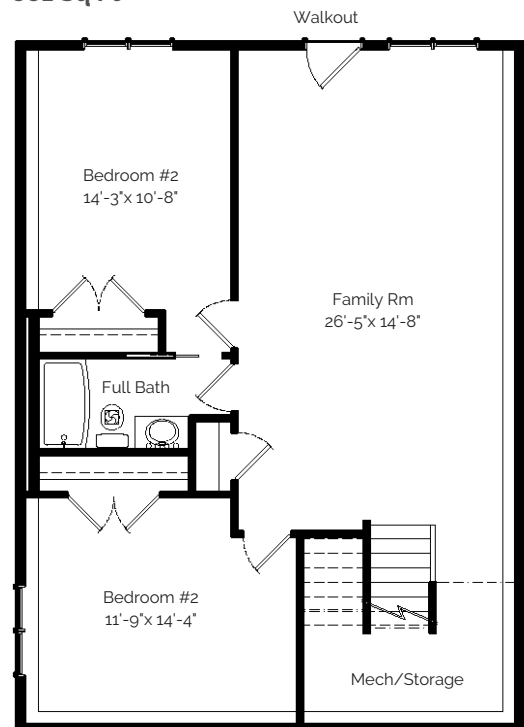 Walkout
Bedroom #2
14'-3"x 10'-8"
Family Rm
26'-5"x 14'-8"
Full Bath
Bedroom #2
11'-9"x 14'-4"
Mech/Storage